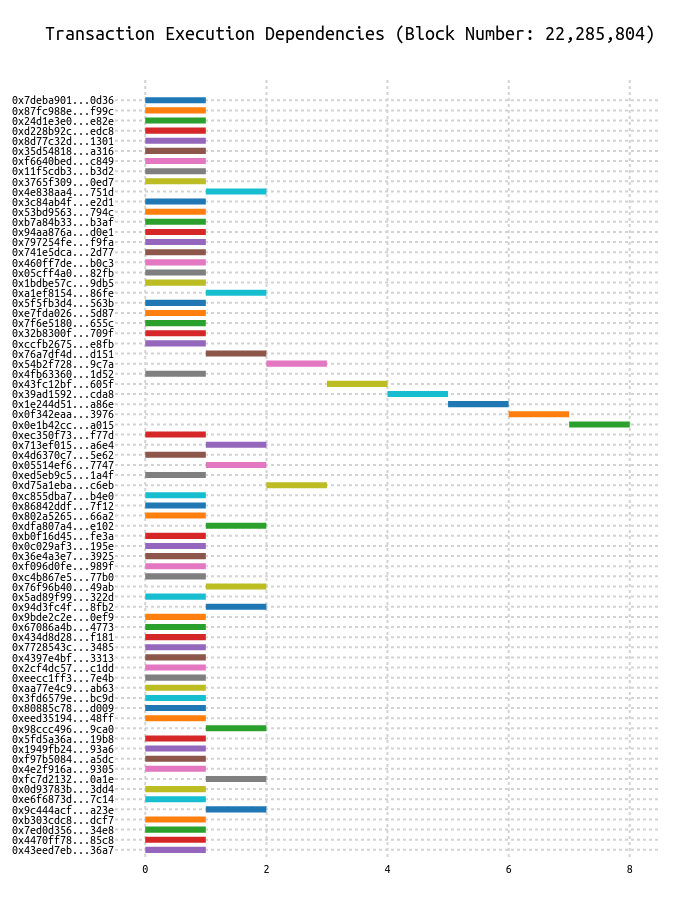 Transaction Execution Dependencies (Block Number: 22,285,804)
0x7deba901...0d36
0x87fc988e...f99c
0x24d1e3e0...e82e
0xd228b92c...edc8
0x8d77c32d...1301
0x35d54818...a316
0xf6640bed...c849
0x11f5cdb3...b3d2
0x3765f309...0ed7
0x4e838aa4...751d
0x3c84ab4f...e2d1
0x53bd9563...794c
0xb7a84b33...b3af
0x94aa876a...d0e1
0x797254fe...f9fa
0x741e5dca...2d77
0x460ff7de...b0c3
0x05cff4a0...82fb
0x1bdbe57c...9db5
0xa1ef8154...86fe
0x5f5fb3d4...563b
0xe7fda026...5d87
0x7f6e5180...655c
0x32b8300f...709f
0xccfb2675...e8fb
0x76a7df4d...d151
0x54b2f728...9c7a
0x4fb63360...1d52
0x43fc12bf...605f
0x39ad1592...cda8
0x1e244d51...a86e
0x0f342eaa...3976
0x0e1b42cc...a015
0xec350f73...f77d
0x713ef015...a6e4
0x4d6370c7...5e62
0x05514ef6...7747
0xed5eb9c5...1a4f
0xd75a1eba...c6eb
0xc855dba7...b4e0
0x86842ddf...7f12
0x802a5265...66a2
0xdfa807a4...e102
0xb0f16d45...fe3a
0x0c029af3...195e
0x36e4a3e7...3925
0xf096d0fe...989f
0xc4b867e5...77b0
0x76f96b40...49ab
0x5ad89f99...322d
0x94d3fc4f...8fb2
0x9bde2c2e...0ef9
0x67086a4b...4773
0x434d8d28...f181
0x7728543c...3485
0x4397e4bf...3313
0x2cf4dc57...c1dd
0xeecc1ff3...7e4b
0xaa77e4c9...ab63
0x3fd6579e...bc9d
0x80885c78...d009
0xeed35194...48ff
0x98ccc496...9ca0
0x5fd5a36a...19b8
0x1949fb24...93a6
0xf97b5084...a5dc
0x4e2f916a...9305
0xfc7d2132...0a1e
0x0d93783b...3dd4
0xe6f6873d...7c14
0x9c444acf...a23e
0xb303cdc8...dcf7
0x7ed0d356...34e8
0x4470ff78...85c8
0x43eed7eb...36a7
0 2 4 6 8